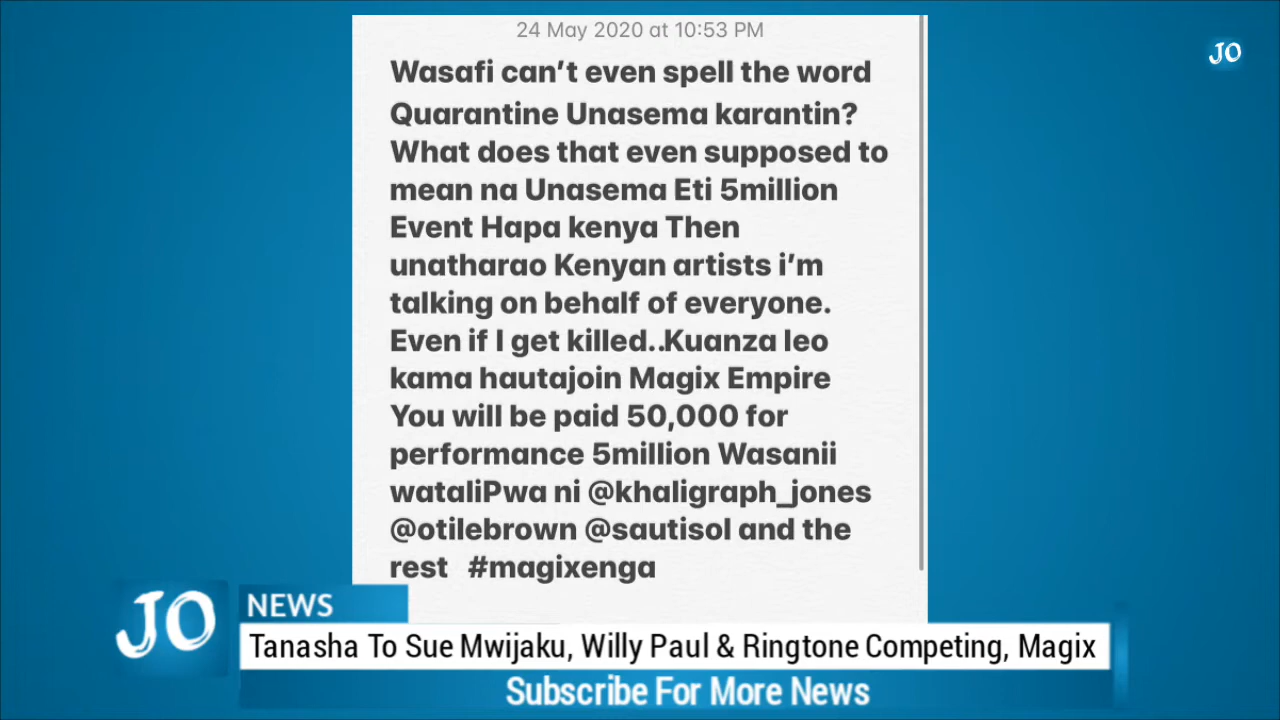 24 May 2020 at 10:53 PM
JO
Wasafi can’t even spell the word
Quarantine Unasema karantin?
What does that even supposed to
mean na Unasema Eti 5million
Event Hapa kenya Then
unatharao Kenyan artists i’m
talking on behalf of everyone.
Even if I get killed..Kuanza leo
kama hautajoin Magix Empire
You will be paid 50,000 for
performance 5million Wasanii
wataliPwa ni @khaligraph_jones
@otilebrown @sautisol and the
rest #magixenga
JO
NEWS
Tanasha To Sue Mwijaku, Willy Paul & Ringtone Competing, Magix
Subscribe For More News